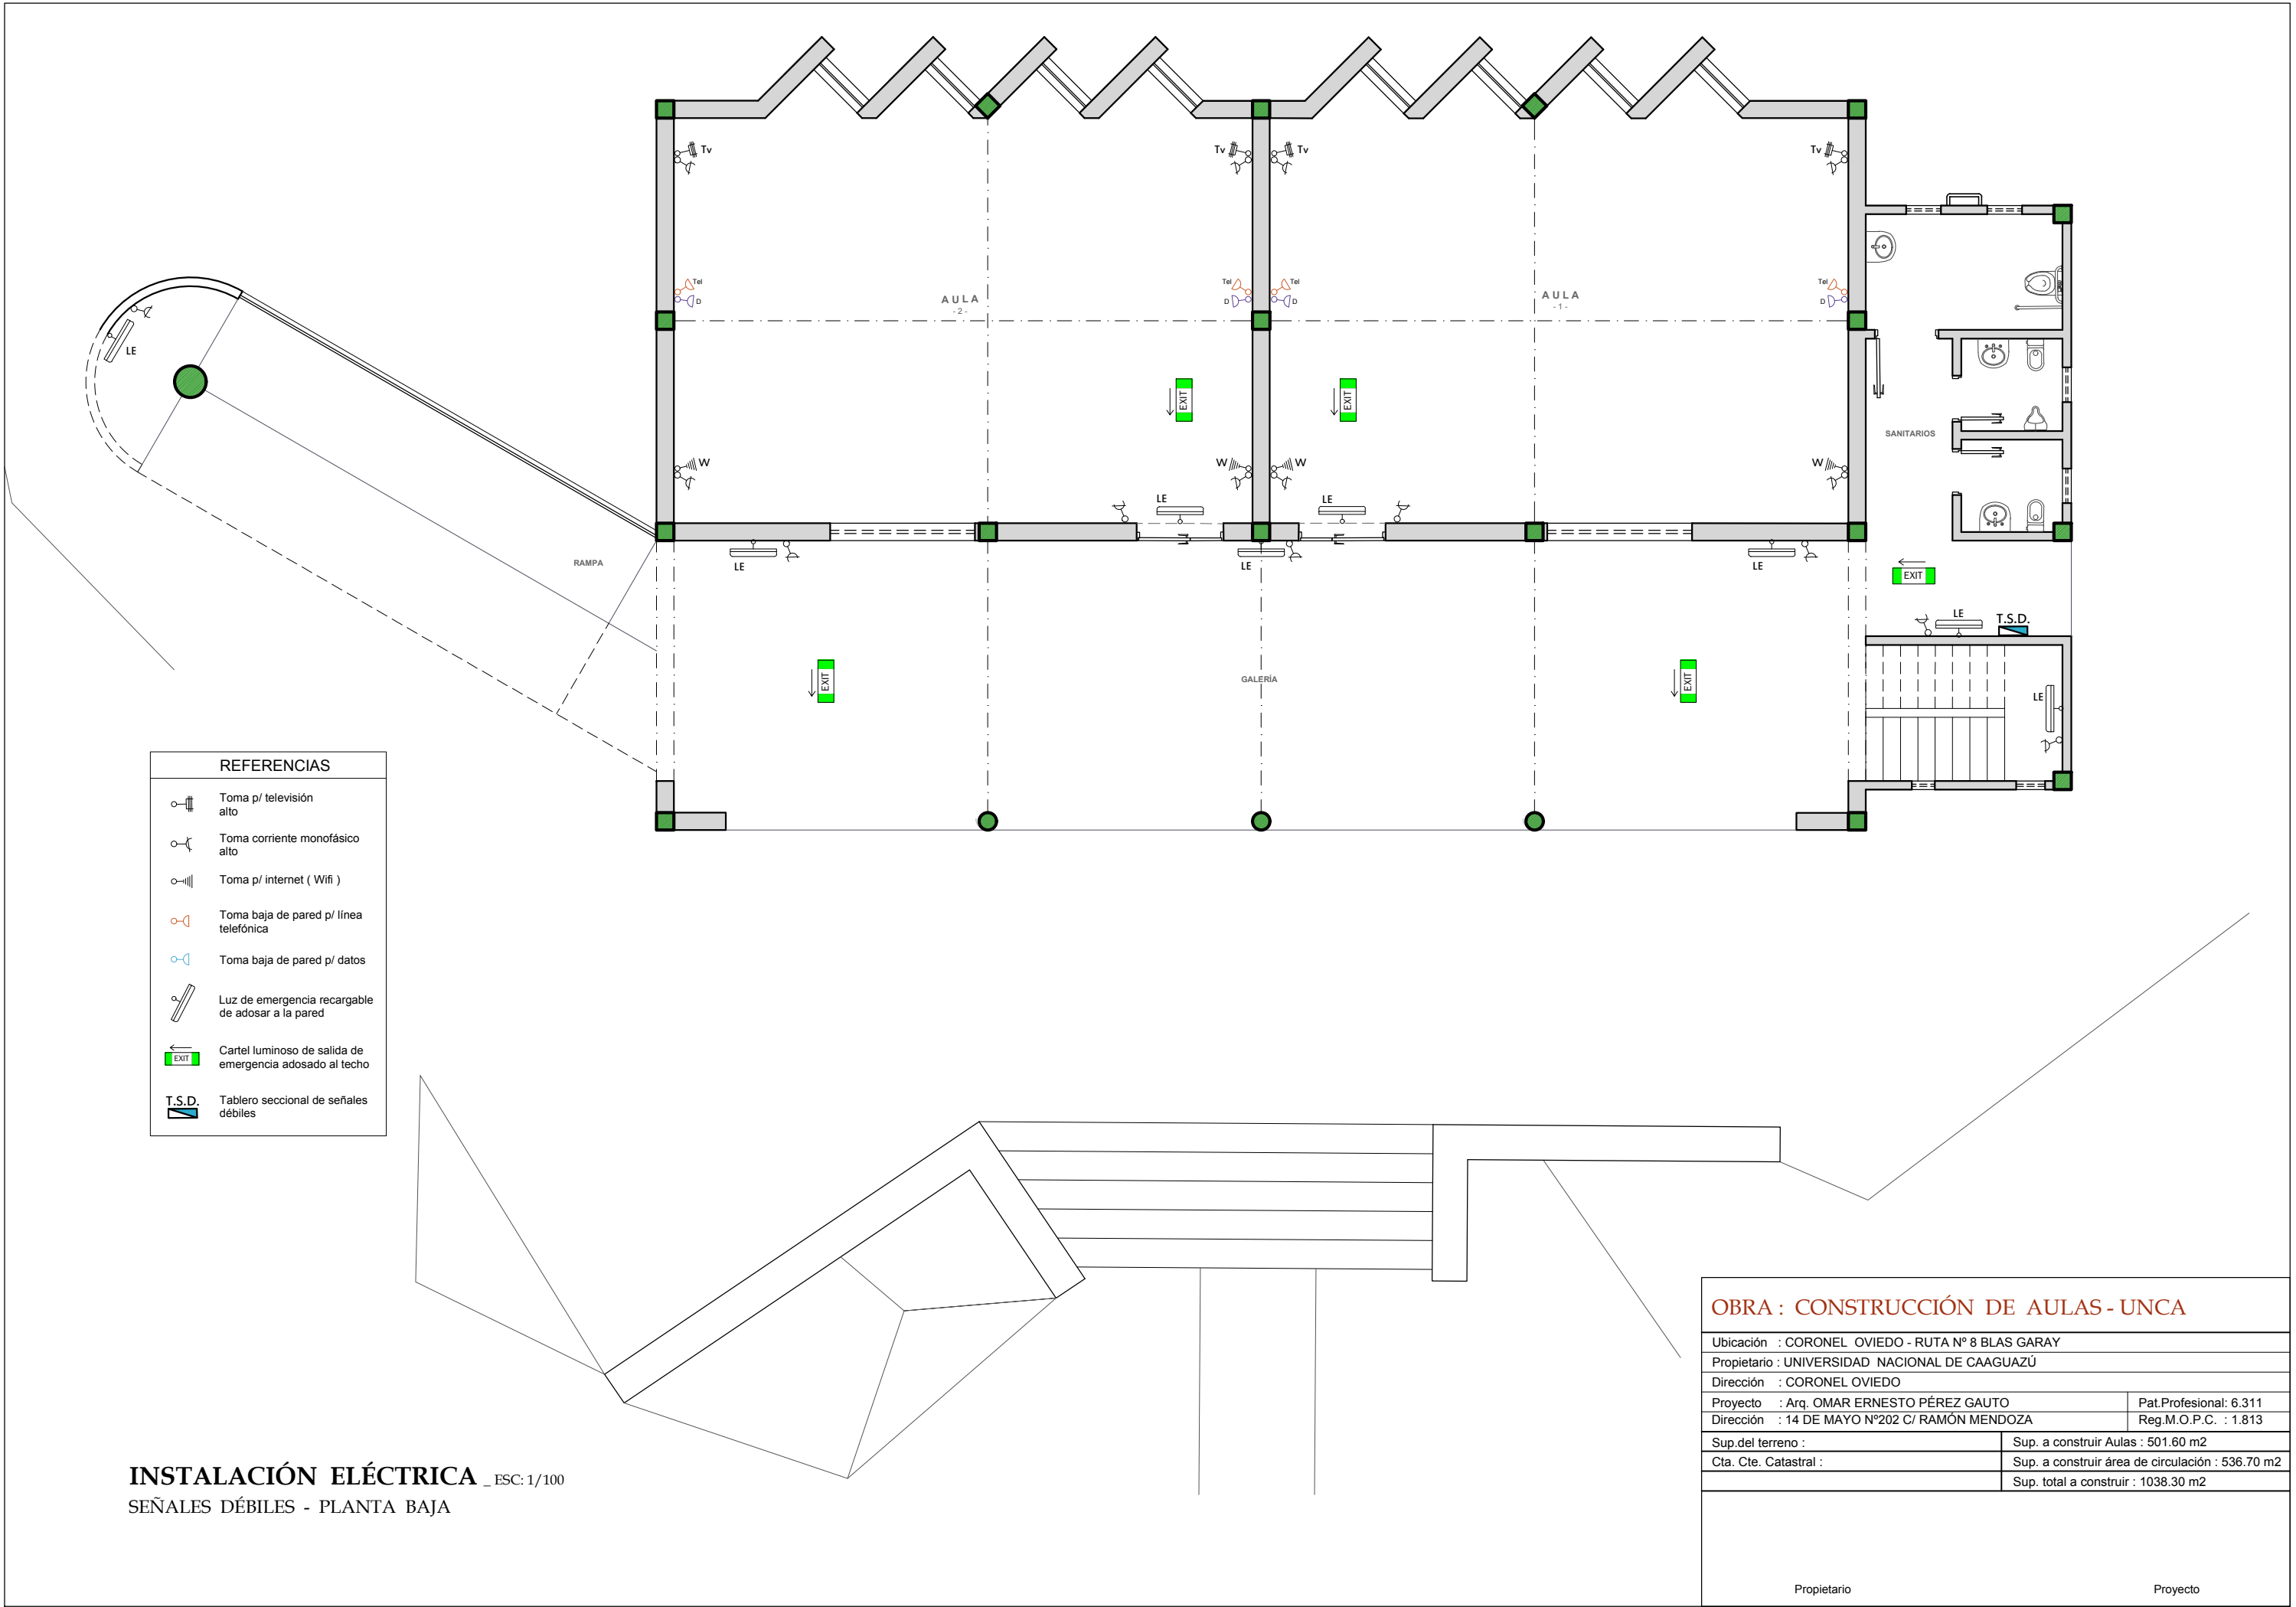 Tv
Tv
Tv
Tv
Tel
D
Tel
D
Tel
D
Tel
D
AULA
- 2 -
AULA
- 1 -
LE
EXIT
EXIT
SANITARIOS
W
W
W
W
LE
LE
RAMPA
LE
LE
LE
EXIT
LE
T.S.D.
EXIT
GALERÍA
EXIT
LE
REFERENCIAS
Toma p/ televisión
alto
Toma corriente monofásico
alto
Toma p/ internet ( Wifi )
Toma baja de pared p/ línea
telefónica
Toma baja de pared p/ datos
Luz de emergencia recargable
de adosar a la pared
EXIT
Cartel luminoso de salida de
emergencia adosado al techo
T.S.D.
Tablero seccional de señales
débiles
INSTALACIÓN ELÉCTRICA _ ESC: 1/100
SEÑALES DÉBILES - PLANTA BAJA
OBRA : CONSTRUCCIÓN DE AULAS - UNCA
Ubicación : CORONEL OVIEDO - RUTA Nº 8 BLAS GARAY
Propietario : UNIVERSIDAD NACIONAL DE CAAGUAZÚ
Dirección : CORONEL OVIEDO
Proyecto : Arq. OMAR ERNESTO PÉREZ GAUTO Pat.Profesional: 6.311
Dirección : 14 DE MAYO Nº202 C/ RAMÓN MENDOZA Reg.M.O.P.C. : 1.813
Sup.del terreno : Sup. a construir Aulas : 501.60 m2
Cta. Cte. Catastral : Sup. a construir área de circulación : 536.70 m2
Sup. total a construir : 1038.30 m2
Propietario Proyecto